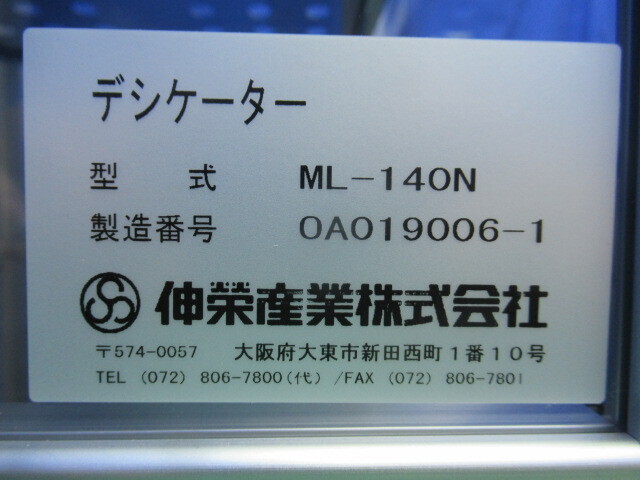 デシケーター
型　　式　　ML-140N
製造番号　　OA019006-1
伸榮産業株式会社
〒574-0057　大阪府大東市新田西町1番10号
TEL (072) 806-7800(代) /FAX (072) 806-7801